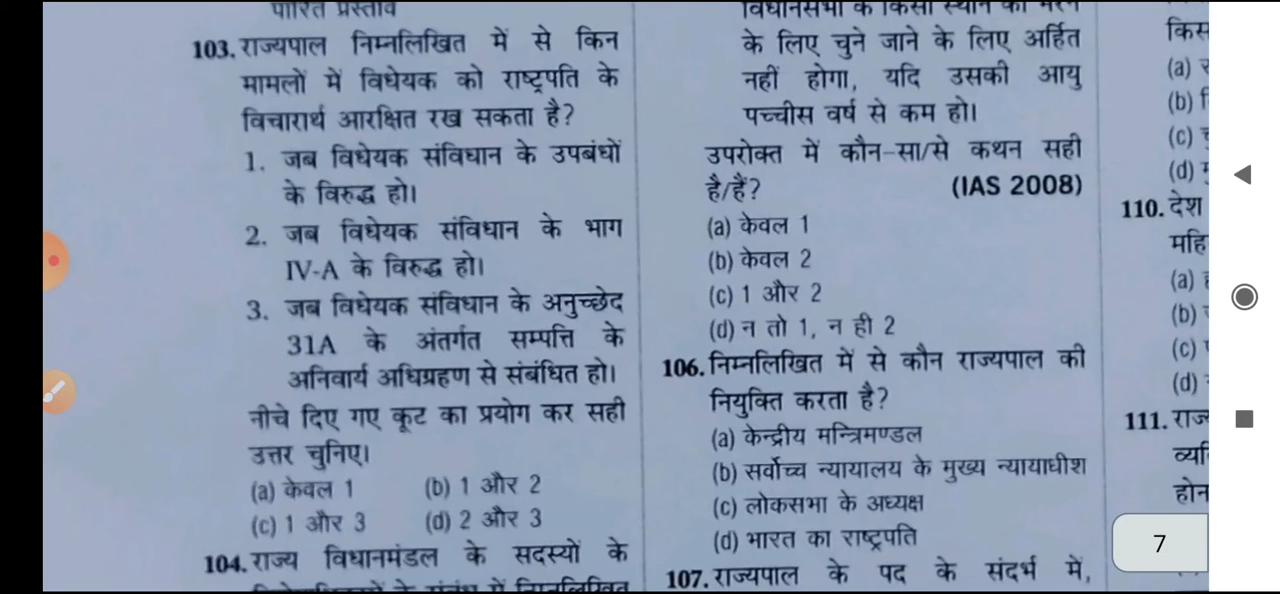 पारित प्रस्ताव
103. राज्यपाल निम्नलिखित में से किन
मामलों में विधेयक को राष्ट्रपति के
विचारार्थ आरक्षित रख सकता है?
1. जब विधेयक संविधान के उपबंधों
के विरुद्ध हो।
2. जब विधेयक संविधान के भाग
IV-A के विरुद्ध हो।
3. जब विधेयक संविधान के अनुच्छेद
31A के अंतर्गत सम्पत्ति के
अनिवार्य अधिग्रहण से संबंधित हो।
नीचे दिए गए कूट का प्रयोग कर सही
उत्तर चुनिए।
(a) केवल 1 (b) 1 और 2
(c) 1 और 3 (d) 2 और 3
104. राज्य विधानमंडल के सदस्यों के
के संबंध में निम्नलिखित
विधानसभा के किसी स्थान को भरने
के लिए चुने जाने के लिए अर्हित
नहीं होगा, यदि उसकी आयु
पच्चीस वर्ष से कम हो।
उपरोक्त में कौन-सा/से कथन सही
है/हैं? (IAS 2008)
(a) केवल 1
(b) केवल 2
(c) 1 और 2
(d) न तो 1, न ही 2
106. निम्नलिखित में से कौन राज्यपाल की
नियुक्ति करता है?
(a) केन्द्रीय मन्त्रिमण्डल
(b) सर्वोच्च न्यायालय के मुख्य न्यायाधीश
(c) लोकसभा के अध्यक्ष
(d) भारत का राष्ट्रपति
107. राज्यपाल के पद के संदर्भ में,
(a)
(b)
(c)
(d)
110. देश
(a)
(b)
(c)
(d)
111.
7